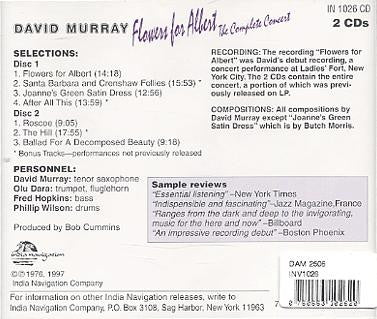 DAVID MURRAY Flowers for Albert The Complete Concert
IN 1026 CD
2 CDs
SELECTIONS:
Disc 1
1 - Flowers for Albert (14:18)
2 - Santa Barbara and Crenshaw Follies (15:53) *
3 - Joanne's Green Satin Dress (12:56)
4 - After All This (13:59) *
Disc 2
1 - Roscoe (9:05)
2 - The Hill (17:55) *
3 - Ballad For A Decomposed Beauty (9:18)
* Bonus Tracks--performances not previously released
RECORDING: The recording "Flowers for
Albert" was David's debut recording, a
concert performance at Ladies' Fort,
New York City. The 2 CDs contain the
entire concert, a portion of which was
previously released on LP.
COMPOSITIONS: All compositions by
David Murray except "Joanne's Green
Satin Dress" which is by Butch Morris.
PERSONNEL:
David Murray: tenor saxophone
Olu Dara: trumpet, fluglehorn
Fred Hopkins: bass
Phillip Wilson: drums
Produced by Bob Cummins
Sample reviews
"Essential listening" --New York Times
"Indispensible and fascinating" --Jazz Magazine,France
"Ranges from the dark and deep to the invigorating,
music for the here and now" --Billboard
"An impressive recording debut" --Boston Phoenix
india navigation
©℗ 1976, 1997
India Navigation Company
DAM 2506
INV1026
For information on other India Navigation releases, write to
India Navigation Company, P.O. Box 3108, Sag Harbor, New York 11963